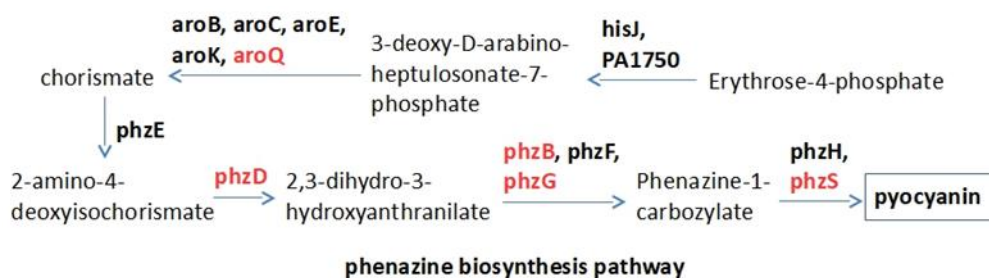 aroB, aroC, aroE,
aroK, aroQ
3-deoxy-D-arabino-
heptulosonate-7-
phosphate
hisJ,
PA1750
chorismate
Erythrose-4-phosphate
phzE
2-amino-4-
deoxyisochorismate
phzD
2,3-dihydro-3-
hydroxyanthranilate
phzB, phzF,
phzG
Phenazine-1-
carbozylate
phzH,
phzS
pyocyanin
phenazine biosynthesis pathway